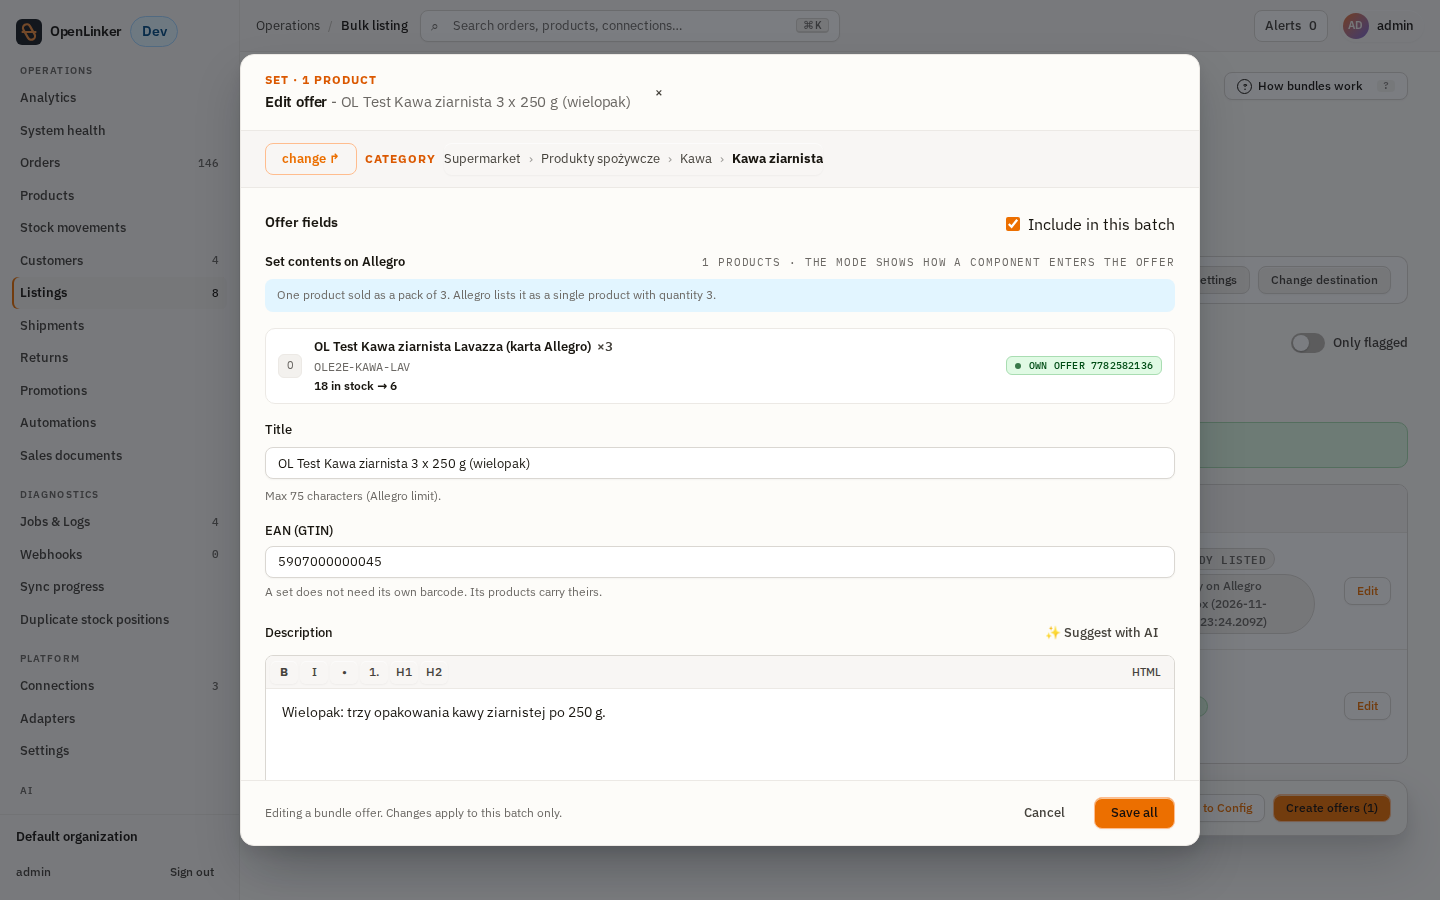 OpenLinker Dev
OPERATIONS
Analytics
System health
Orders 146
Products
Stock movements
Customers 4
Listings 8
Shipments
Returns
Promotions
Automations
Sales documents
DIAGNOSTICS
Jobs & Logs 4
Webhooks 0
Sync progress
Duplicate stock positions
PLATFORM
Connections 3
Adapters
Settings
AI
Default organization
admin Sign out
Operations / Bulk listing
Search orders, products, connections… ⌘K
Alerts 0
AD admin
How bundles work ?
ettings Change destination
Only flagged
DY LISTED
y on Allegro
ox (2026-11-
23:24.209Z)
Edit
Edit
to Config Create offers (1)
SET · 1 PRODUCT
Edit offer - OL Test Kawa ziarnista 3 x 250 g (wielopak) ×
change ↱ CATEGORY Supermarket › Produkty spożywcze › Kawa › Kawa ziarnista
Offer fields Include in this batch
Set contents on Allegro 1 PRODUCTS · THE MODE SHOWS HOW A COMPONENT ENTERS THE OFFER
One product sold as a pack of 3. Allegro lists it as a single product with quantity 3.
O OL Test Kawa ziarnista Lavazza (karta Allegro) ×3
OLE2E-KAWA-LAV
18 in stock → 6
OWN OFFER 7782582136
Title
OL Test Kawa ziarnista 3 x 250 g (wielopak)
Max 75 characters (Allegro limit).
EAN (GTIN)
5907000000045
A set does not need its own barcode. Its products carry theirs.
Description ✨ Suggest with AI
B I • 1. H1 H2 HTML
Wielopak: trzy opakowania kawy ziarnistej po 250 g.
Editing a bundle offer. Changes apply to this batch only.
Cancel Save all